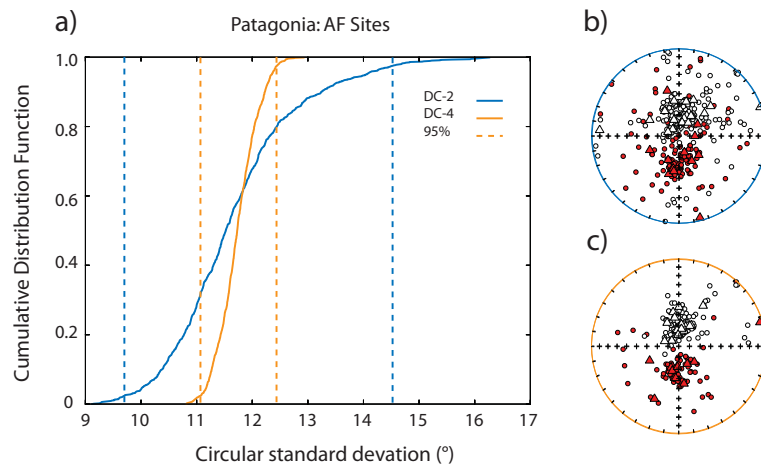 a)
Patagonia: AF Sites
b)
Cumulative Distribution Function
1.0
0.8
0.6
0.4
0.2
0
DC-2
DC-4
95%
9
10
11
12
13
14
15
16
17
Circular standard devation (°)
c)